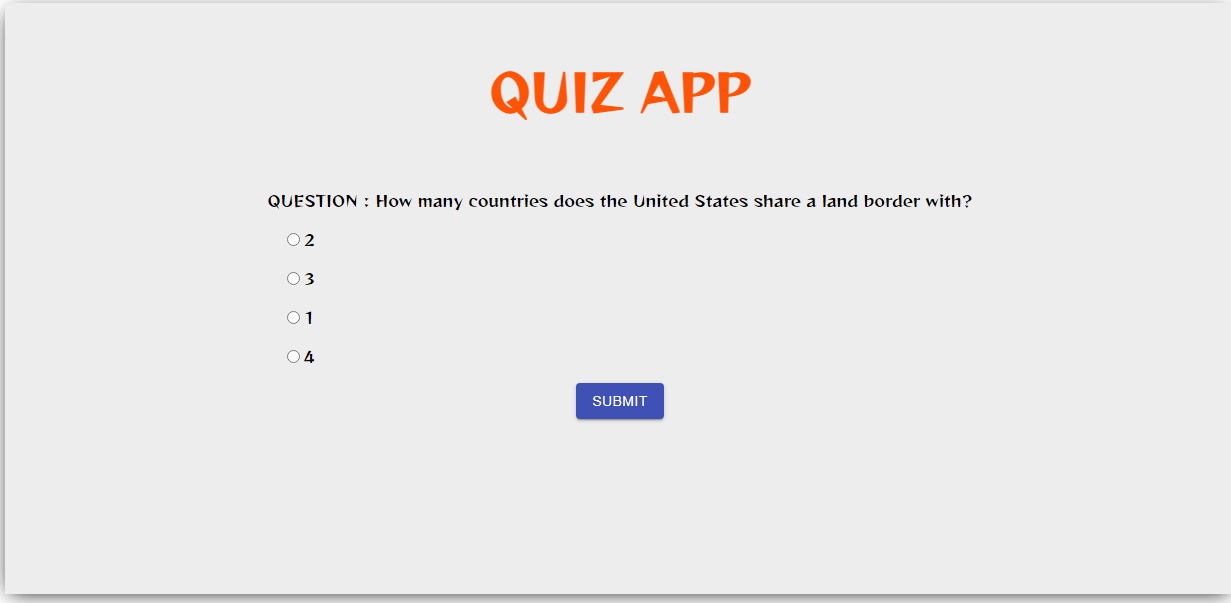 QUIZ APP
QUESTION : How many countries does the United States share a land border with?
2
3
1
4
SUBMIT